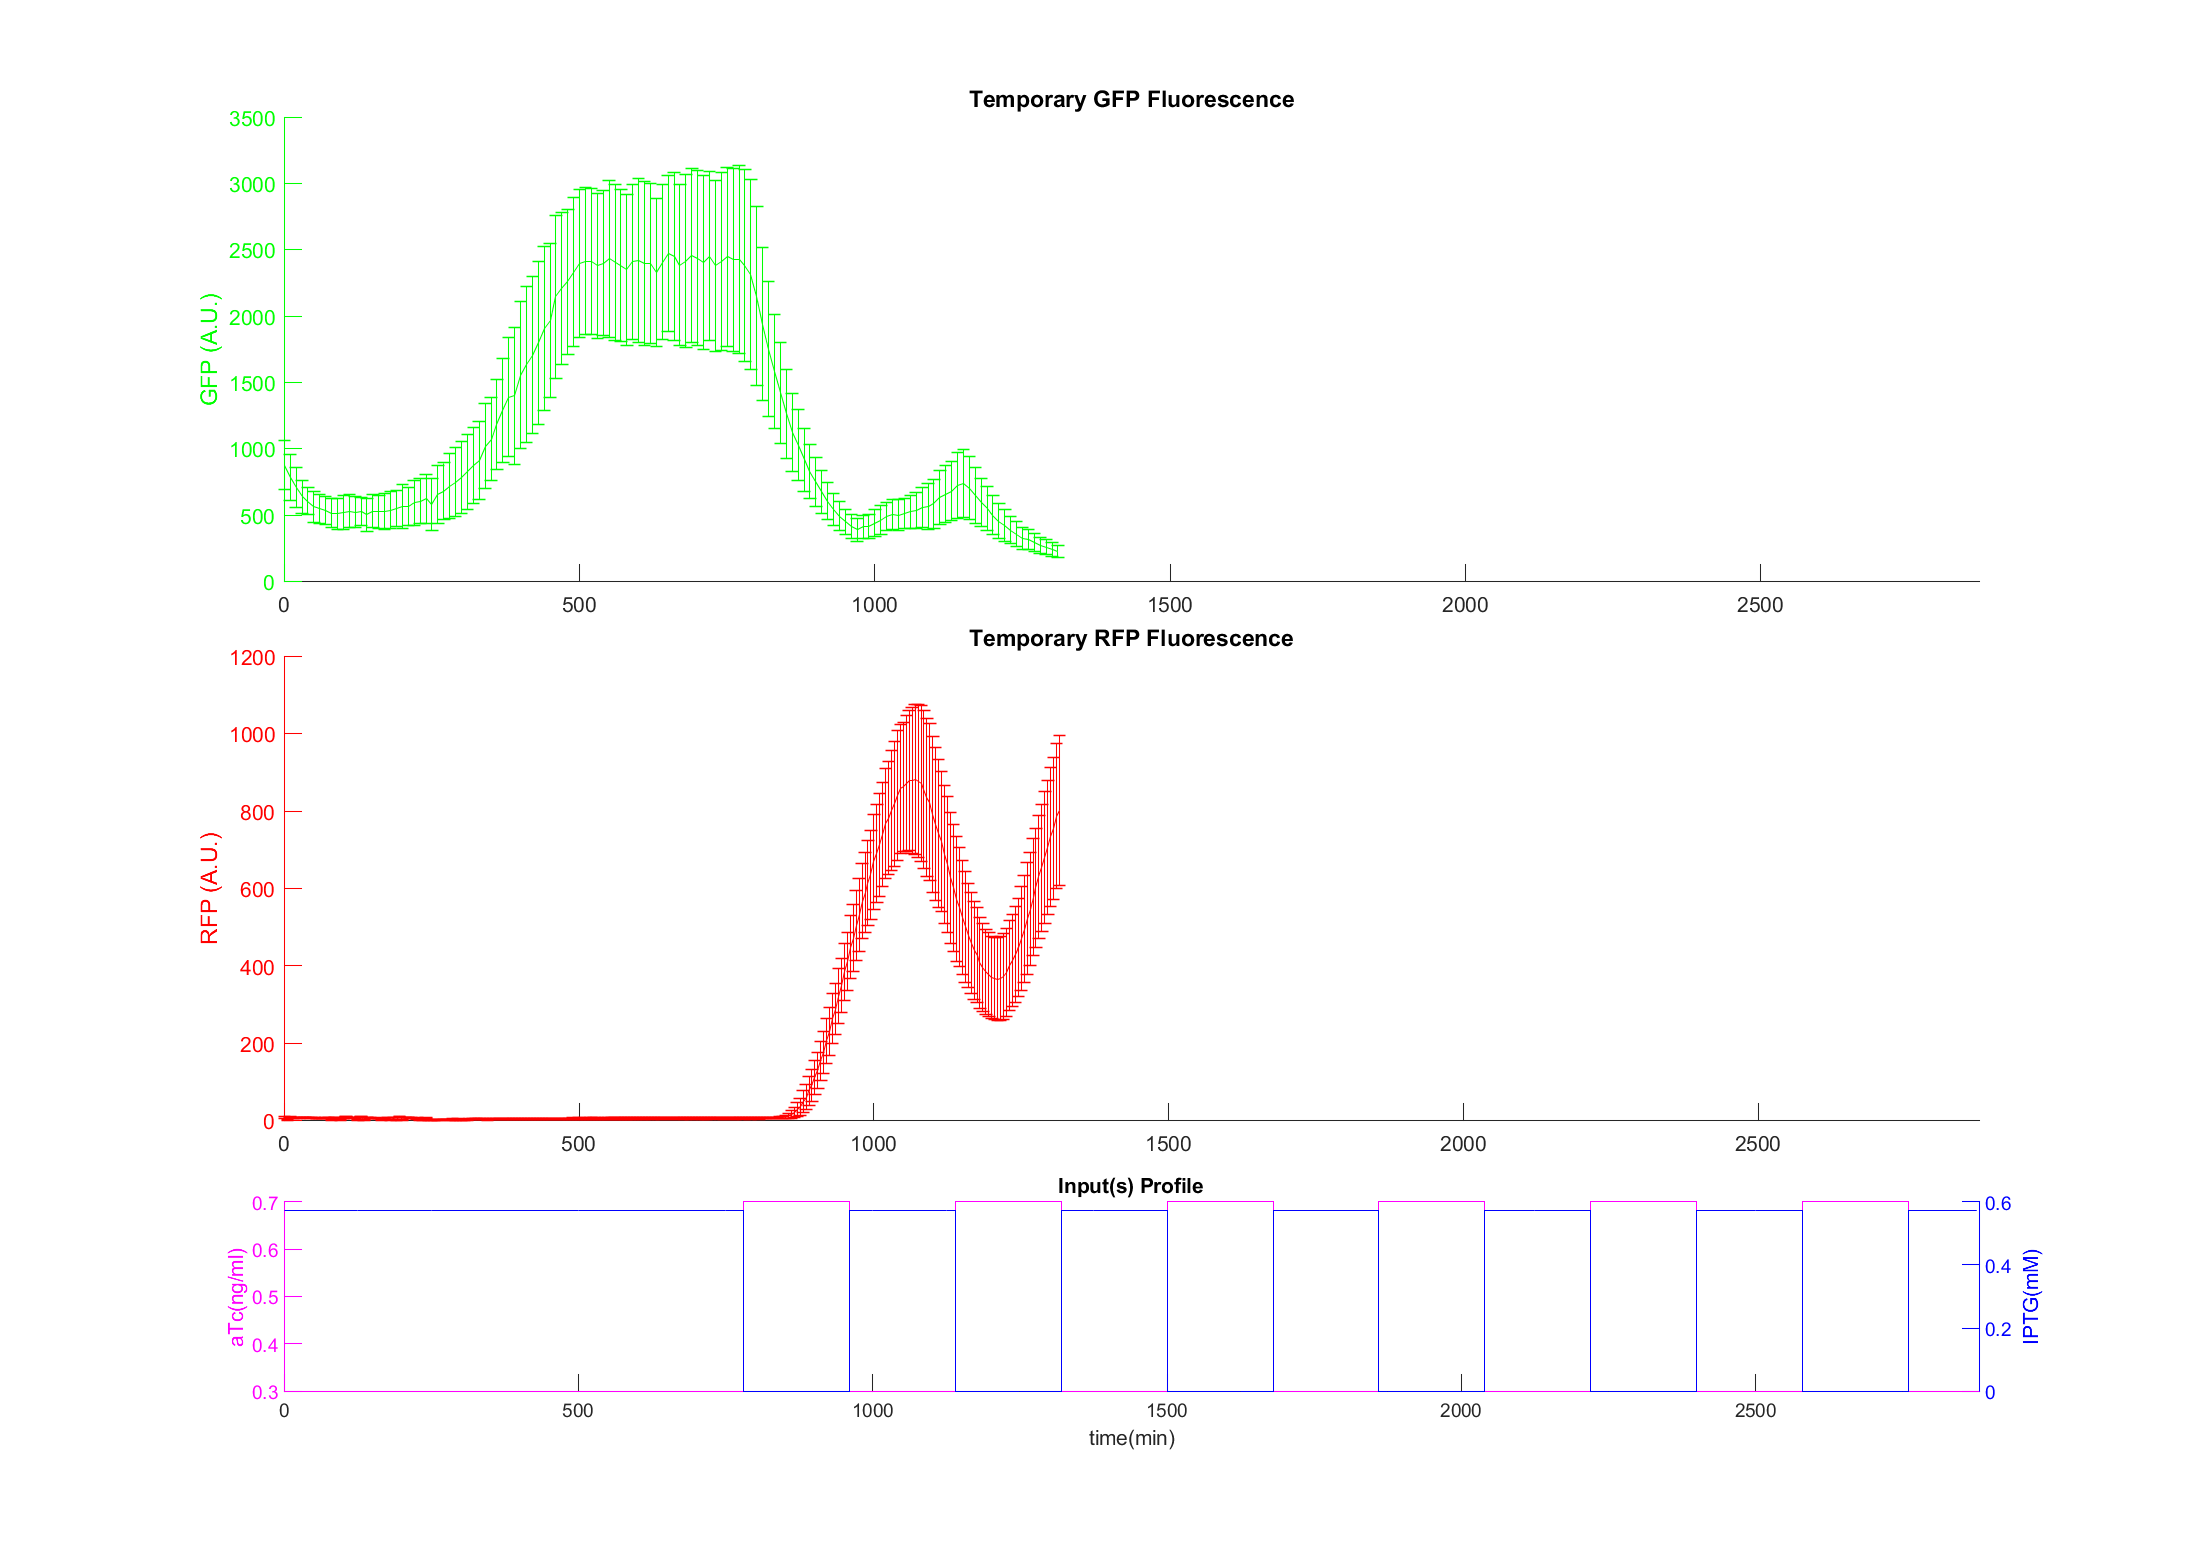 Temporary GFP Fluorescence
3500
3000
2500
2000
1500
1000
500
0
GFP (A.U.)
0 500 1000 1500 2000 2500
Temporary RFP Fluorescence
1200
1000
800
600
400
200
0
RFP (A.U.)
0 500 1000 1500 2000 2500
Input(s) Profile
0.7
0.6
0.5
0.4
0.3
aTc(ng/ml)
0.6
0.4
0.2
0
IPTG(mM)
0 500 1000 1500 2000 2500
time(min)